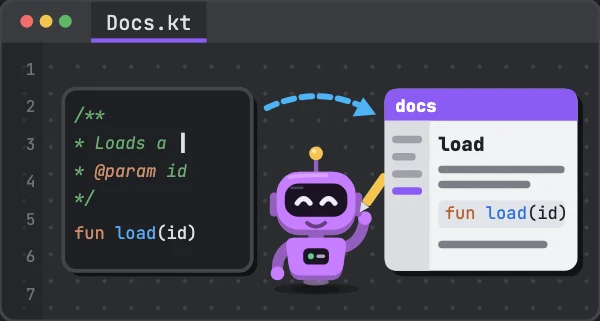 Docs.kt
1
2
3
4
5
6
7
/**
* Loads a
* @param id
*/
fun load(id)
docs
load
fun load(id)